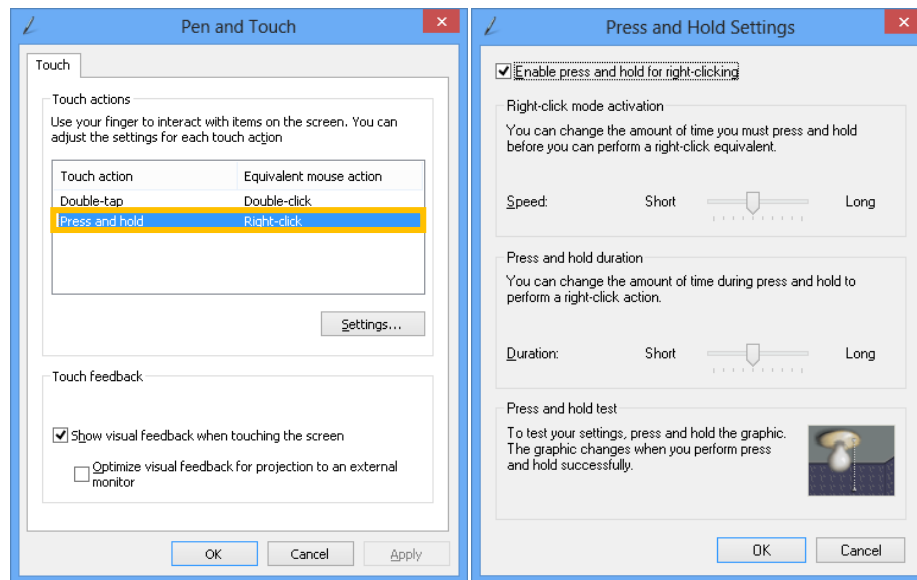 Pen and Touch
Touch
Touch actions
Use your finger to interact with items on the screen. You can
adjust the settings for each touch action
Touch action Equivalent mouse action
Double-tap Double-click
Press and hold Right-click
Settings...
Touch feedback
Show visual feedback when touching the screen
Optimize visual feedback for projection to an external
monitor
OK Cancel Apply
Press and Hold Settings
Enable press and hold for right-clicking
Right-click mode activation
You can change the amount of time you must press and hold
before you can perform a right-click equivalent.
Speed: Short Long
Press and hold duration
You can change the amount of time during press and hold to
perform a right-click action.
Duration: Short Long
Press and hold test
To test your settings, press and hold the graphic.
The graphic changes when you perform press
and hold successfully.
OK Cancel